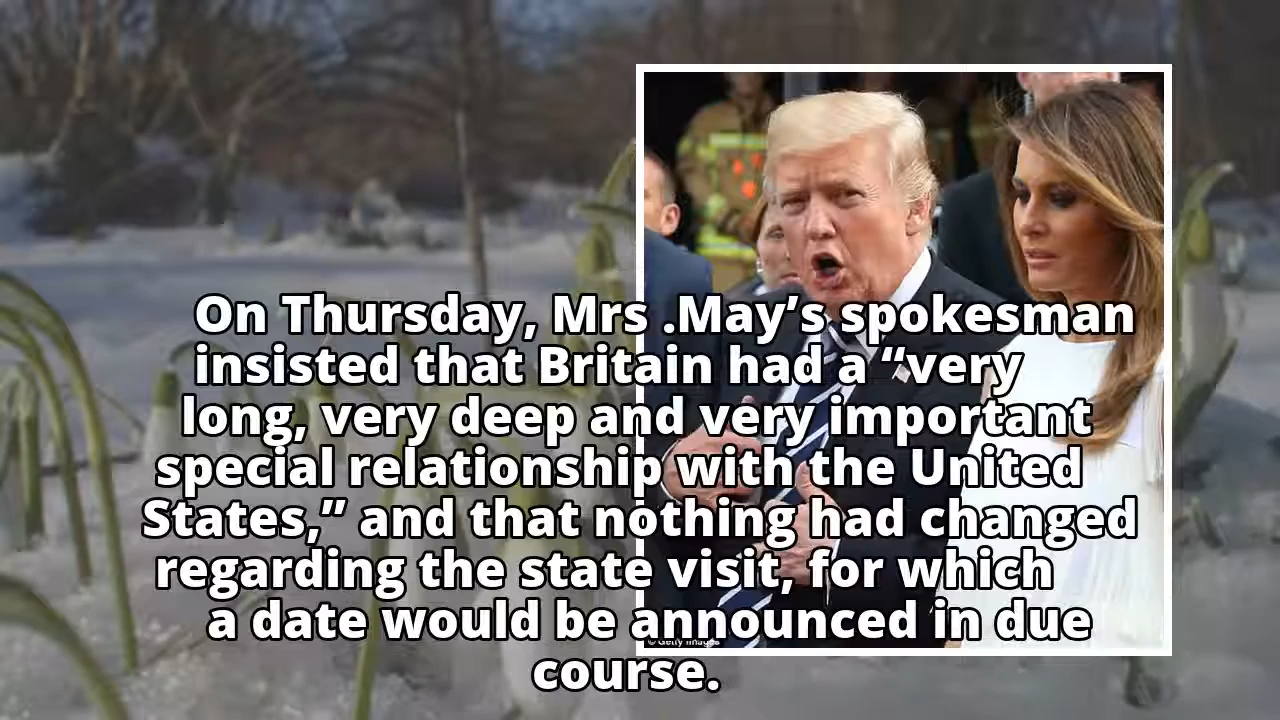 On Thursday, Mrs .May’s spokesman
insisted that Britain had a “very
long, very deep and very important
special relationship with the United
States,” and that nothing had changed
regarding the state visit, for which
a date would be announced in due
course.
© Getty Images